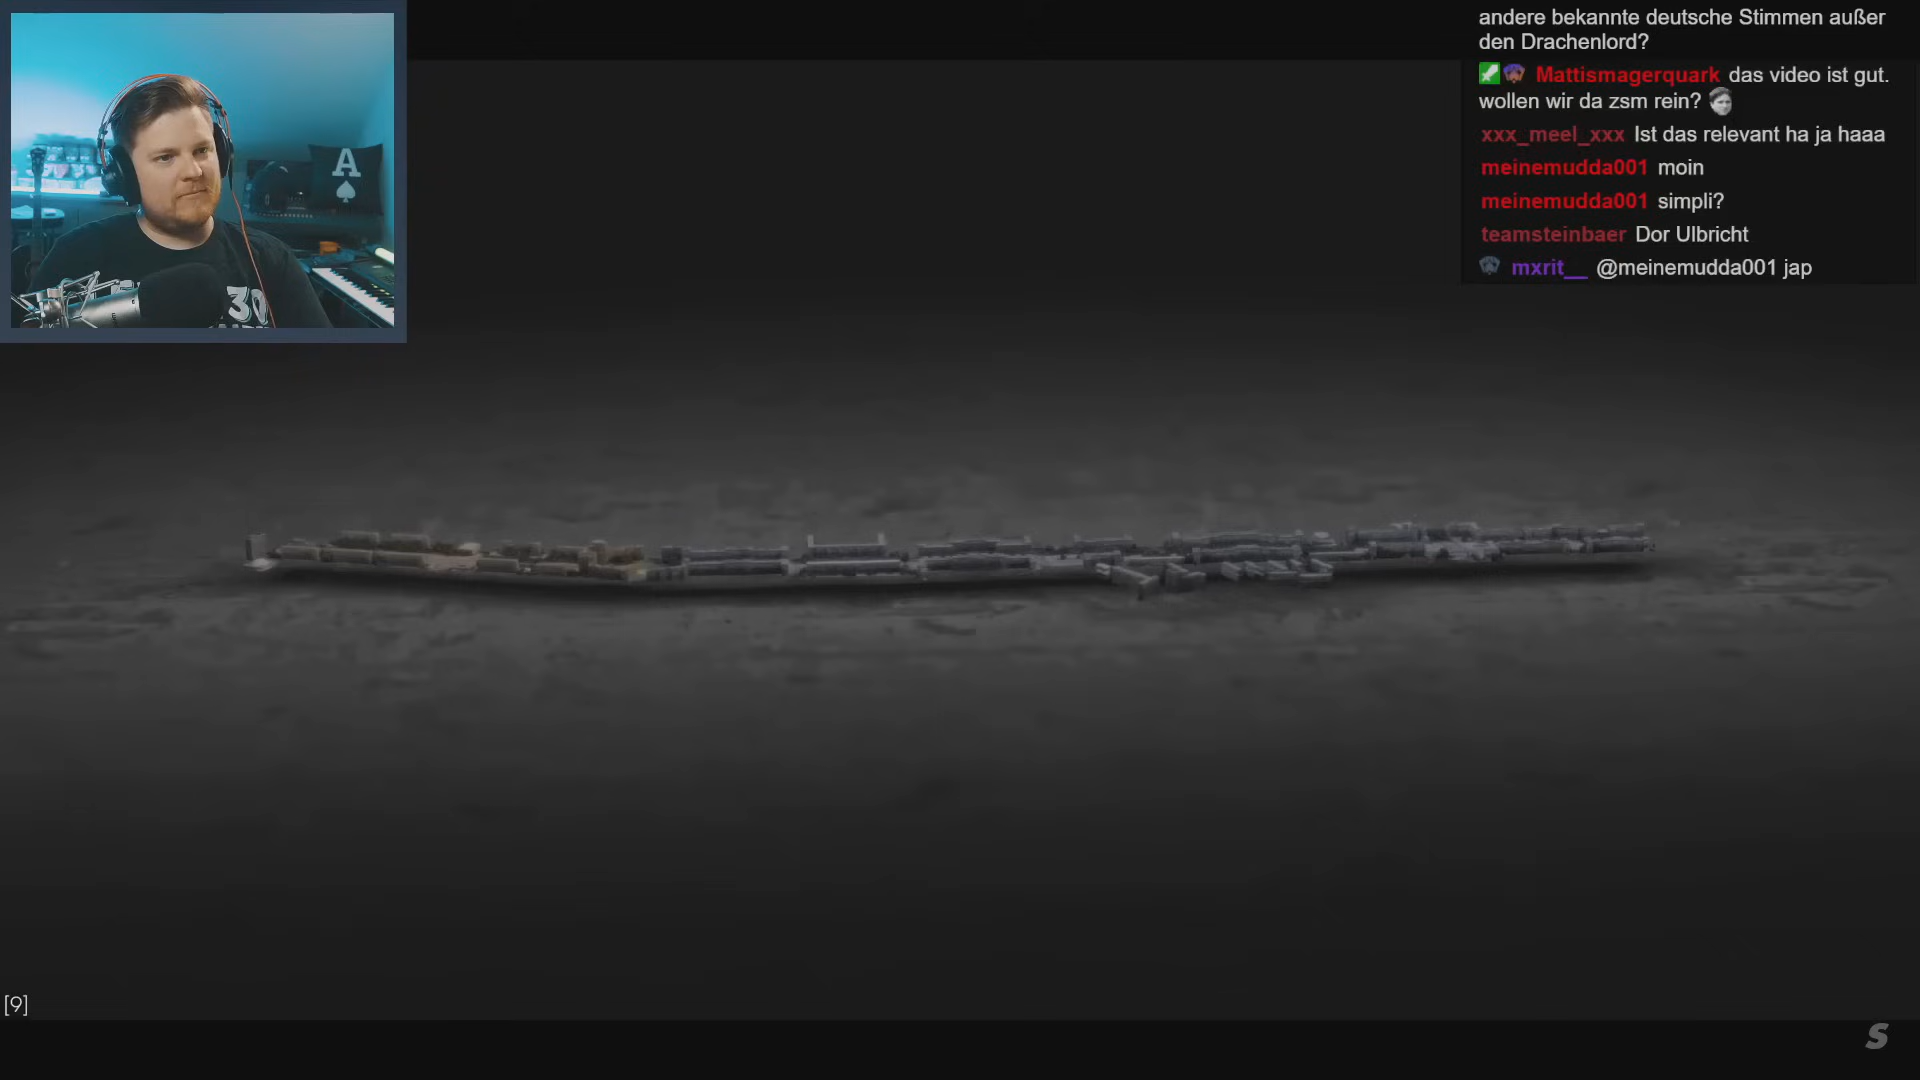 andere bekannte deutsche Stimmen außer
den Drachenlord?
Mattismagerquark das video ist gut.
wollen wir da zsm rein?
xxx_meel_xxx Ist das relevant ha ja haaa
meinemudda001 moin
meinemudda001 simpli?
teamsteinbaer Dor Ulbricht
mxrit__ @meinemudda001 jap
A
30
[9]
S